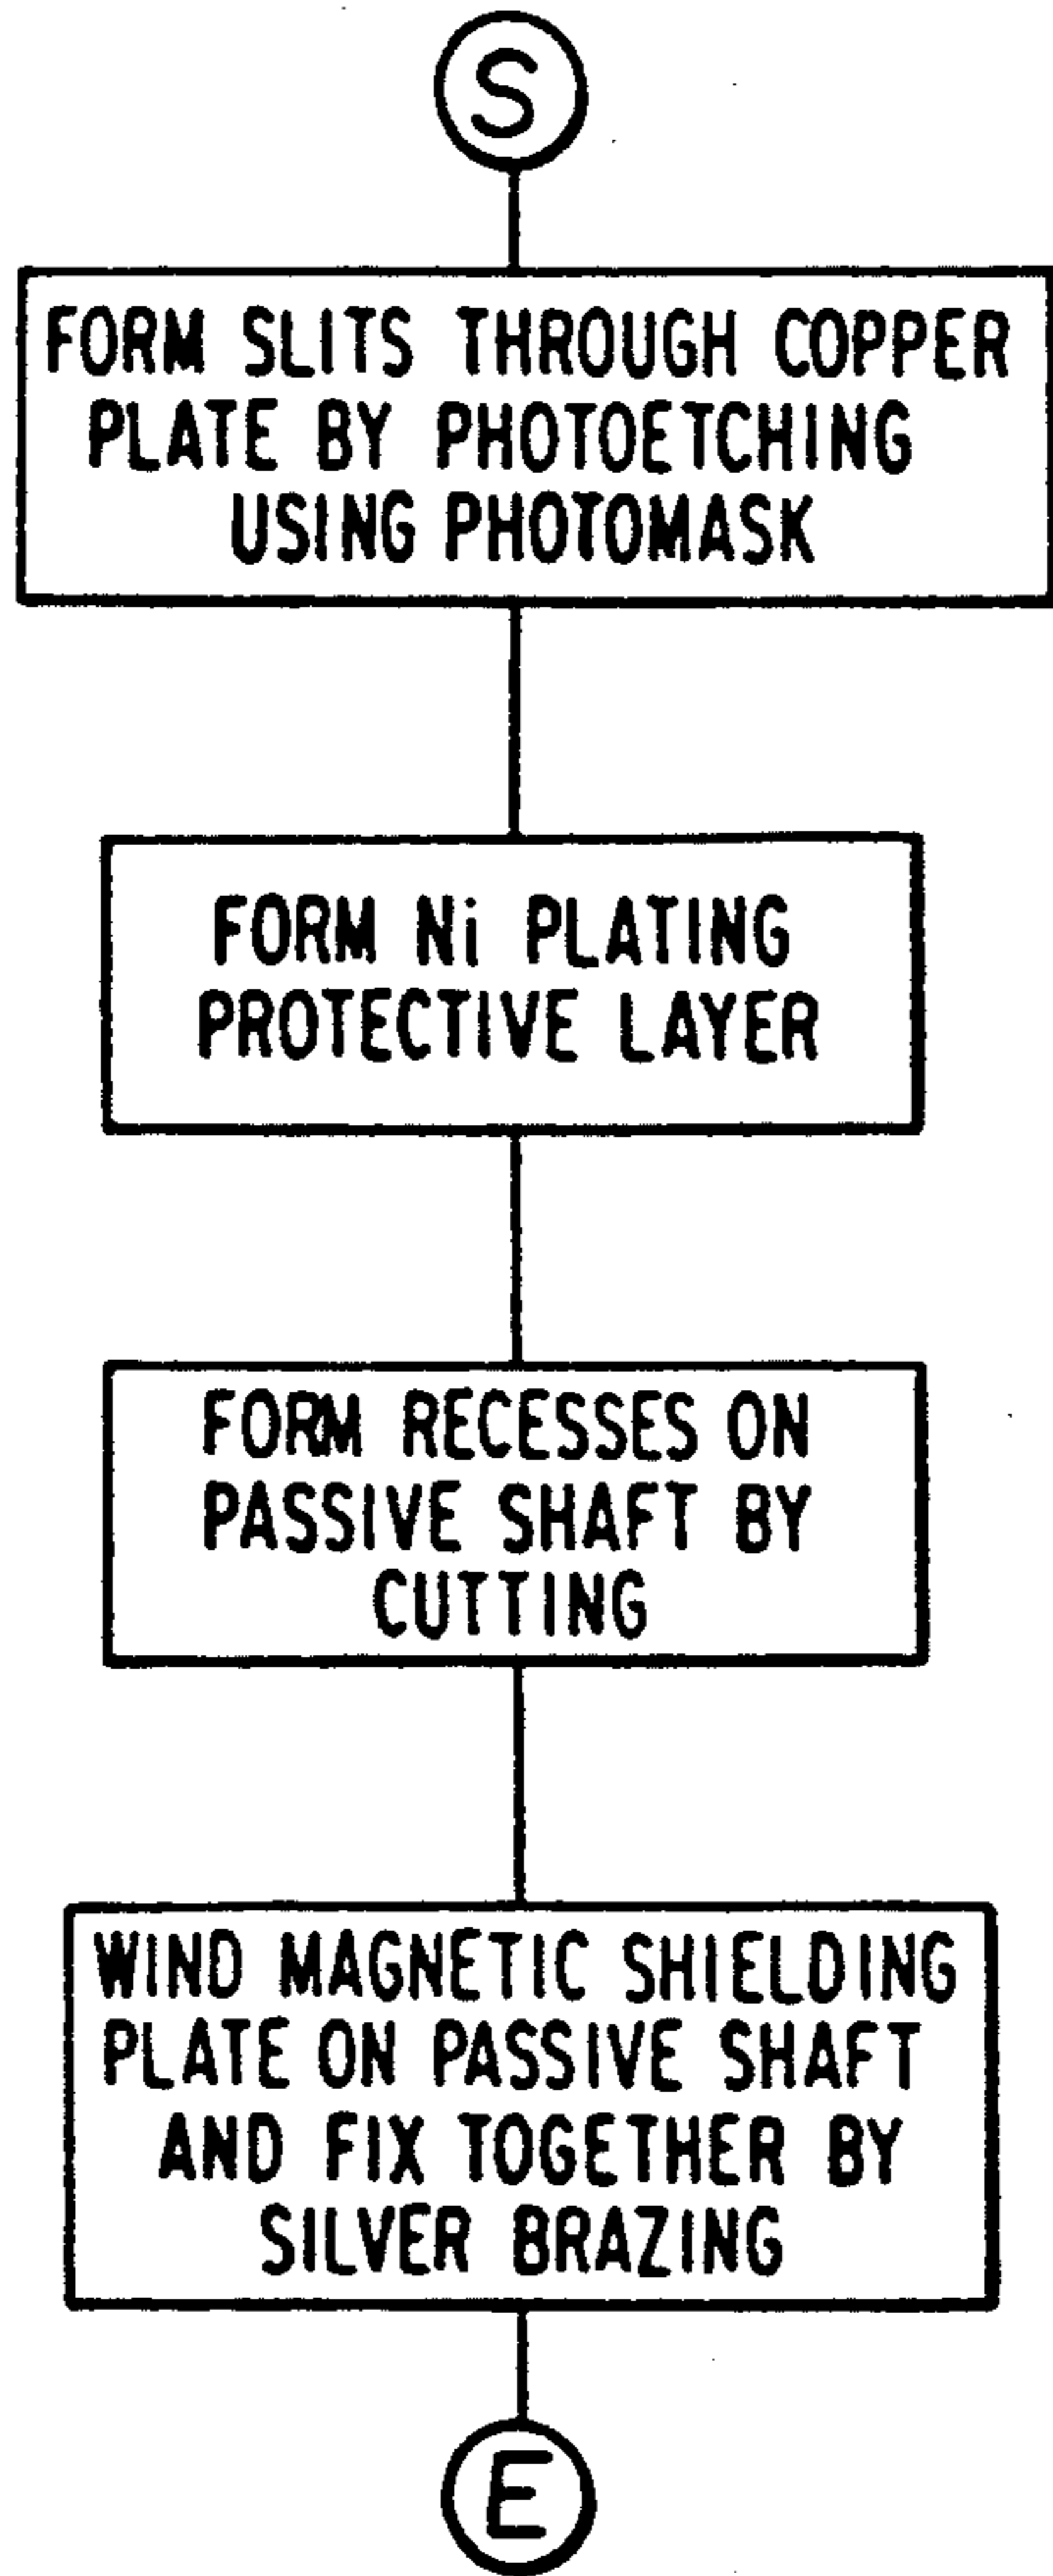 S
FORM SLITS THROUGH COPPER
PLATE BY PHOTOETCHING
USING PHOTOMASK
FORM Ni PLATING
PROTECTIVE LAYER
FORM RECESSES ON
PASSIVE SHAFT BY
CUTTING
WIND MAGNETIC SHIELDING
PLATE ON PASSIVE SHAFT
AND FIX TOGETHER BY
SILVER BRAZING
E